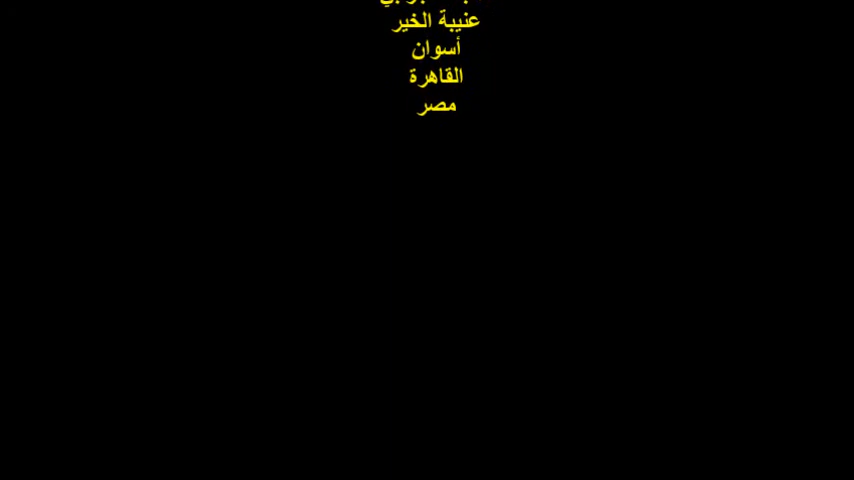 عنيبة الخير
أسوان
القاهرة
مصر